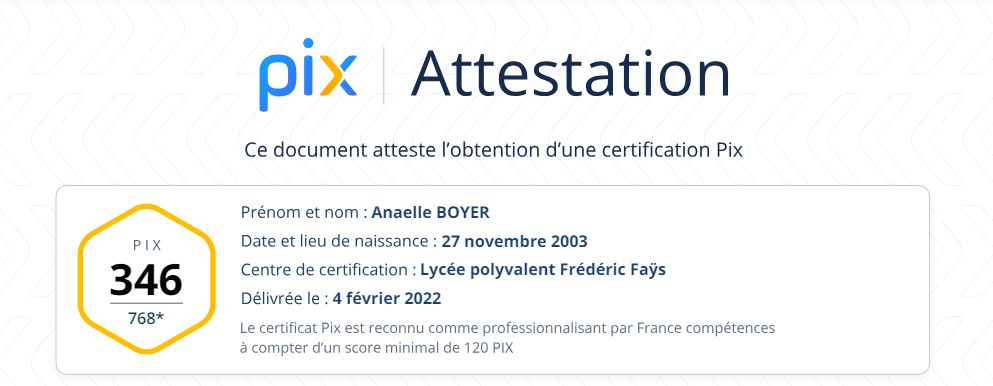 pix Attestation
Ce document atteste l’obtention d’une certification Pix
PIX
346
768*
Prénom et nom : Anaelle BOYER
Date et lieu de naissance : 27 novembre 2003
Centre de certification : Lycée polyvalent Frédéric Faÿs
Délivrée le : 4 février 2022
Le certificat Pix est reconnu comme professionnalisant par France compétences
à compter d’un score minimal de 120 PIX